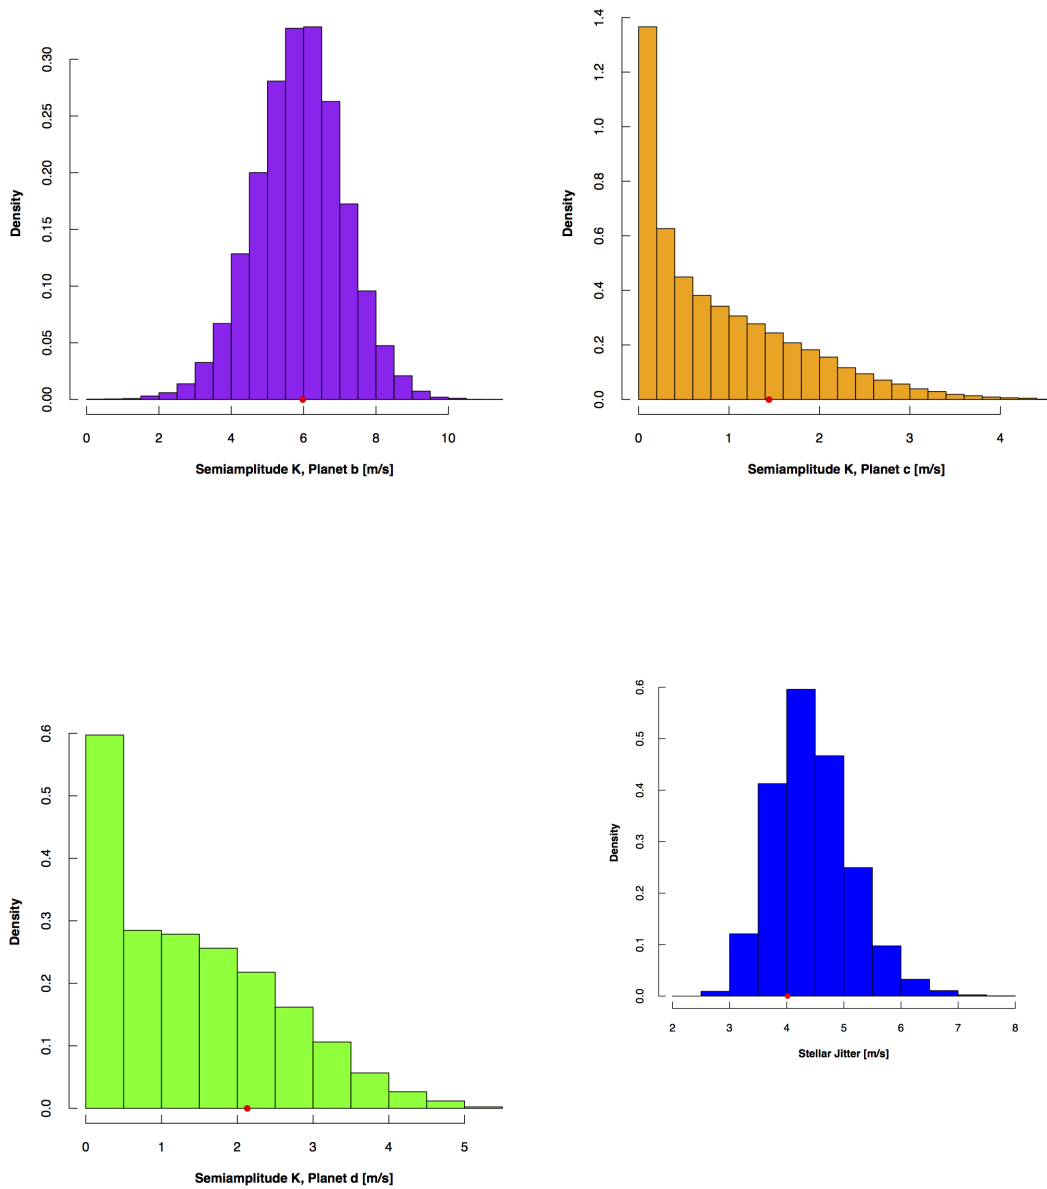 0.00 0.05 0.10 0.15 0.20 0.25 0.30
Density
0 2 4 6 8 10
Semiamplitude K, Planet b [m/s]
0.0 0.2 0.4 0.6 0.8 1.0 1.2 1.4
Density
0 1 2 3 4
Semiamplitude K, Planet c [m/s]
0.0 0.1 0.2 0.3 0.4 0.5 0.6
Density
0 1 2 3 4 5
Semiamplitude K, Planet d [m/s]
0.0 0.1 0.2 0.3 0.4 0.5 0.6
Density
2 3 4 5 6 7 8
Stellar Jitter [m/s]